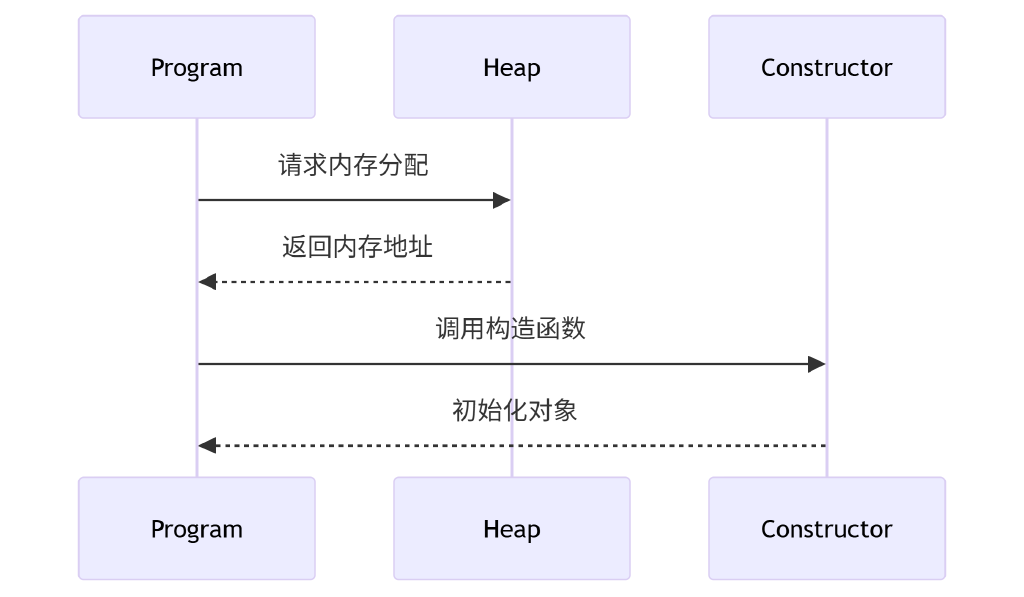 Program
Heap
Constructor
请求内存分配
返回内存地址
调用构造函数
初始化对象
Program
Heap
Constructor